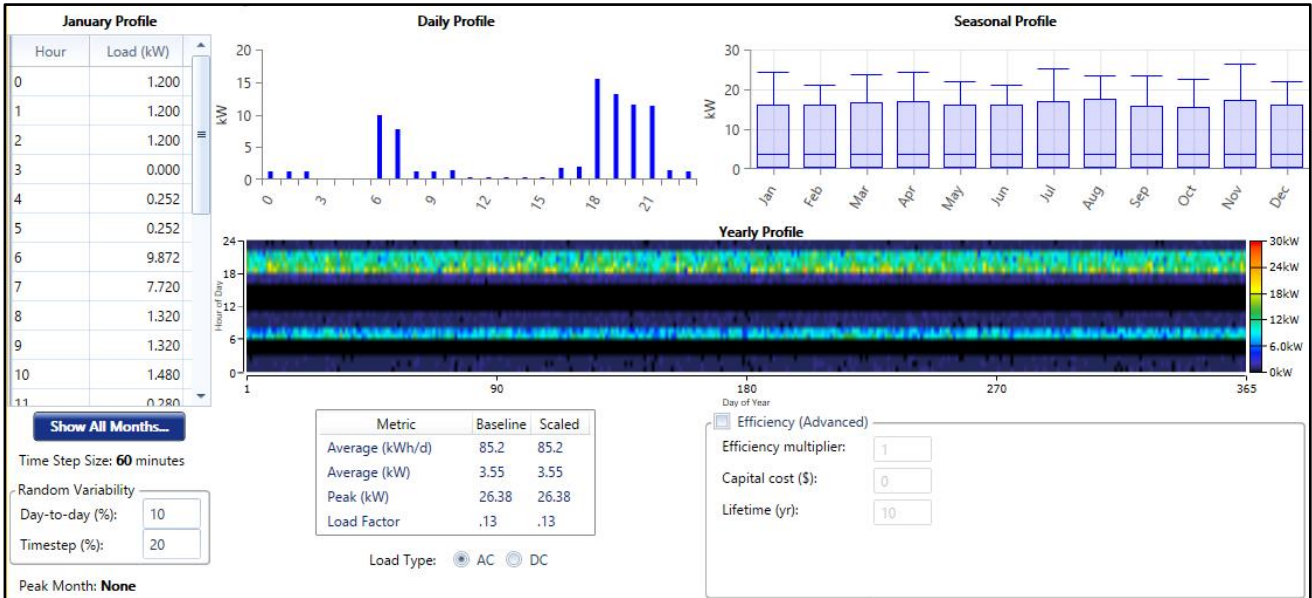 January Profile
Hour Load (kW)
0 1.200
1 1.200
2 1.200
3 0.000
4 0.252
5 0.252
6 9.872
7 7.720
8 1.320
9 1.320
10 1.480
11 0.280
Show All Months...
Time Step Size: 60 minutes
Random Variability
Day-to-day (%): 10
Timestep (%): 20
Peak Month: None
Daily Profile
kW
20
15
10
5
0
0 3 6 9 12 15 18 21
Seasonal Profile
kW
30
20
10
0
Jan Feb Mar Apr May Jun Jul Aug Sep Oct Nov Dec
Yearly Profile
Hour of Day
24
18
12
6
0
1 90 180 270 365
Day of Year
30kW
24kW
18kW
12kW
6.0kW
0kW
Metric Baseline Scaled
Average (kWh/d) 85.2 85.2
Average (kW) 3.55 3.55
Peak (kW) 26.38 26.38
Load Factor .13 .13
Load Type: AC DC
Efficiency (Advanced)
Efficiency multiplier: 1
Capital cost ($): 0
Lifetime (yr): 10